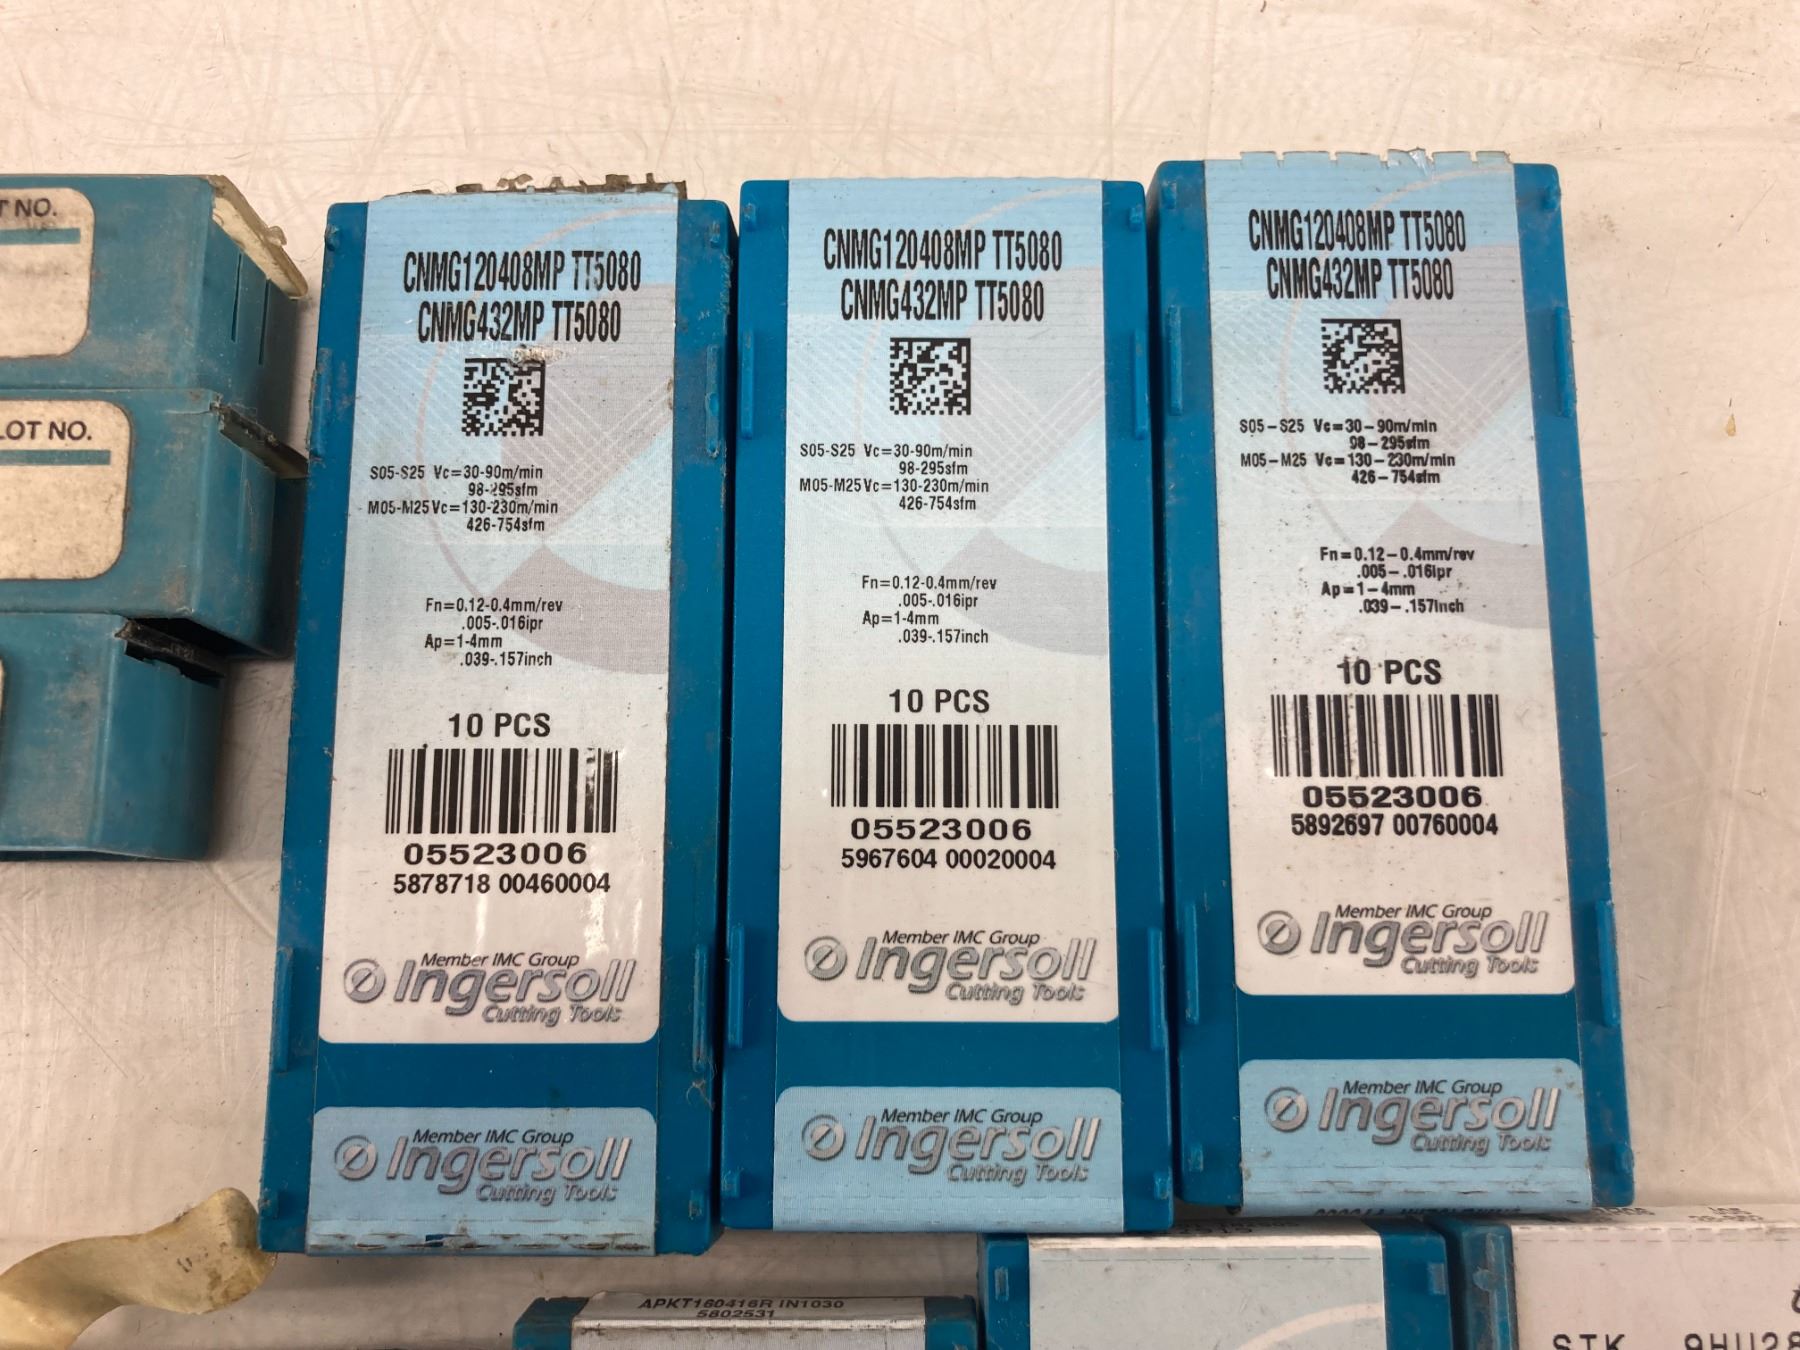 T NO.
LOT NO.
CNMG120408MP TT5080
CNMG432MP TT5080
S05-S25 Vc=30-90m/min
98-295sfm
M05-M25 Vc=130-230m/min
426-754sfm
Fn=0.12-0.4mm/rev
.005-.016ipr
Ap=1-4mm
.039-.157inch
10 PCS
05523006
5878718 00460004
Member IMC Group
Ingersoll
Cutting Tools
Member IMC Group
Ingersoll
Cutting Tools
CNMG120408MP TT5080
CNMG432MP TT5080
S05-S25 Vc=30-90m/min
98-295sfm
M05-M25 Vc=130-230m/min
426-754sfm
Fn=0.12-0.4mm/rev
.005-.016ipr
Ap=1-4mm
.039-.157inch
10 PCS
05523006
5967604 00020004
Member IMC Group
Ingersoll
Cutting Tools
Member IMC Group
Ingersoll
Cutting Tools
CNMG120408MP TT5080
CNMG432MP TT5080
S05-S25 Vc=30-90m/min
98-295sfm
M05-M25 Vc=130-230m/min
426-754sfm
Fn=0.12-0.4mm/rev
.005-.016ipr
Ap=1-4mm
.039-.157inch
10 PCS
05523006
5892697 00760004
Member IMC Group
Ingersoll
Cutting Tools
Member IMC Group
Ingersoll
Cutting Tools
APKT160416R IN1030
5802531
STK 9HU28